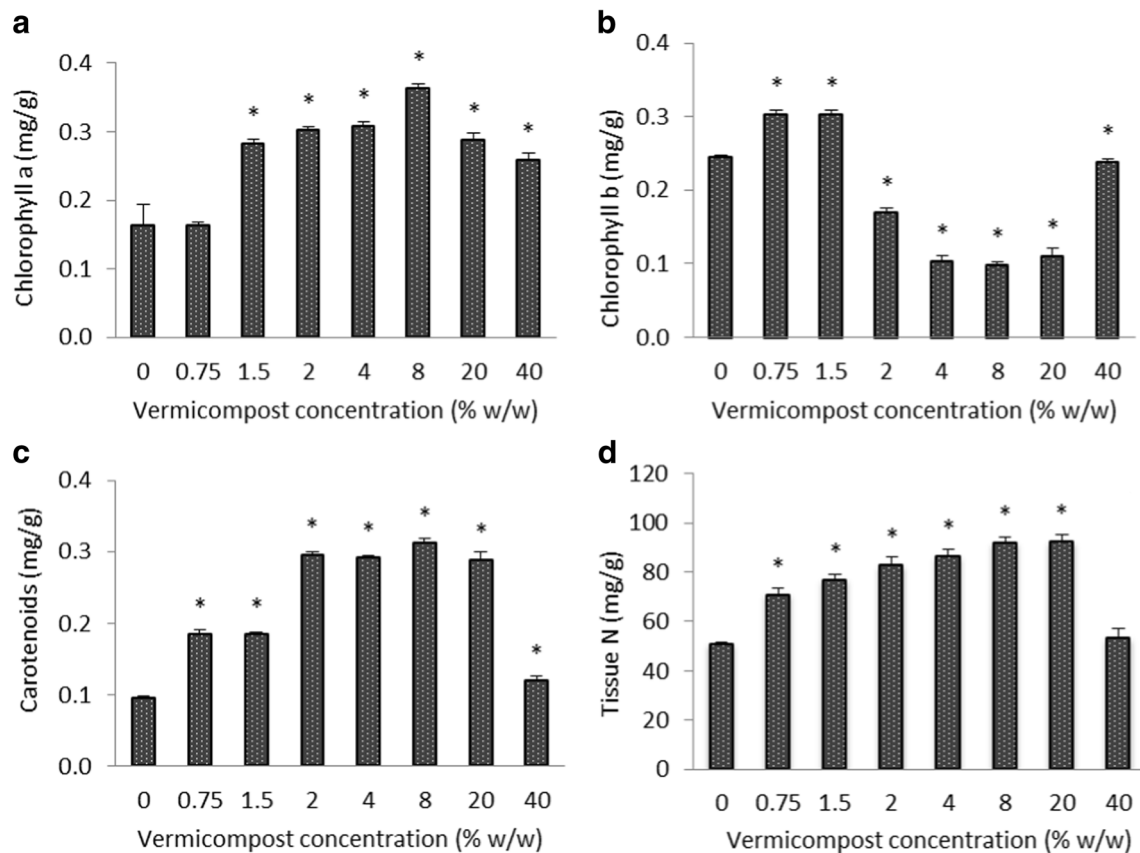 a
Chlorophyll a (mg/g)
0.4
0.3
0.2
0.1
0.0
* * * * * *
0 0.75 1.5 2 4 8 20 40
Vermicompost concentration (% w/w)
b
Chlorophyll b (mg/g)
0.4
0.3
0.2
0.1
0.0
* * * * * * *
0 0.75 1.5 2 4 8 20 40
Vermicompost concentration (% w/w)
c
Carotenoids (mg/g)
0.4
0.3
0.2
0.1
0.0
* * * * * * *
0 0.75 1.5 2 4 8 20 40
Vermicompost concentration (% w/w)
d
Tissue N (mg/g)
120
100
80
60
40
20
0
* * * * * *
0 0.75 1.5 2 4 8 20 40
Vermicompost concentration (% w/w)